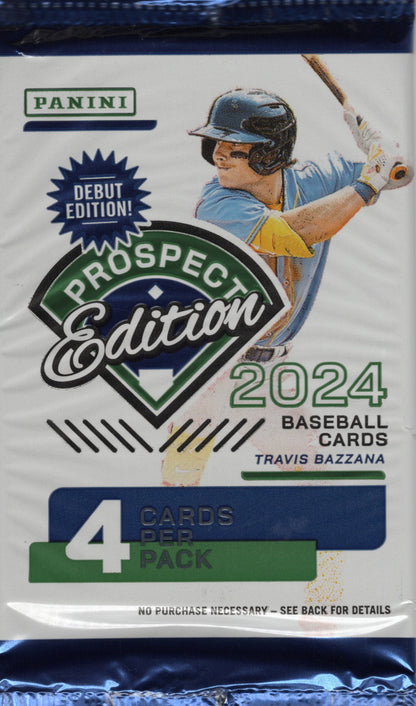 PANINI
DEBUT
EDITION!
PROSPECT
Edition
2024
BASEBALL
CARDS
TRAVIS BAZZANA
4
CARDS
PER
PACK
NO PURCHASE NECESSARY – SEE BACK FOR DETAILS